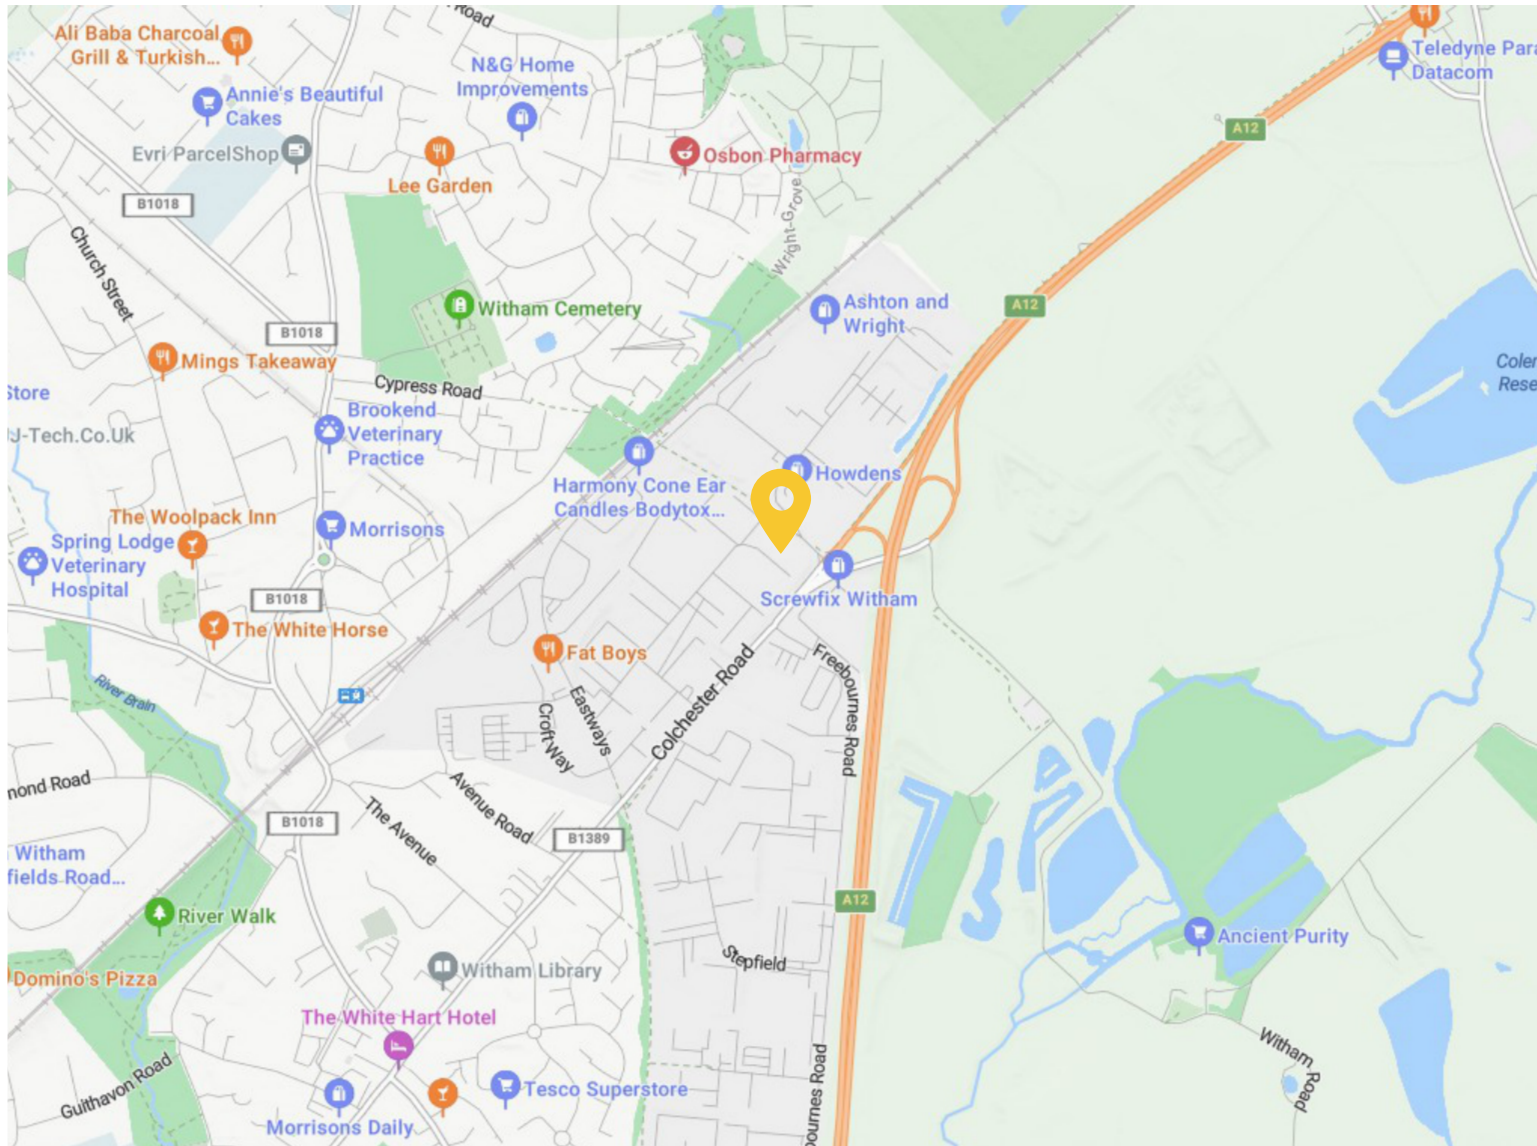 Road
Ali Baba Charcoal
Grill & Turkish...
Teledyne Para
Datacom
N&G Home
Improvements
Annie's Beautiful
Cakes
A12
Evri ParcelShop
Osbon Pharmacy
Lee Garden
B1018
Wright-Grove
Church Street
Ashton and
Wright
A12
Witham Cemetery
B1018
Mings Takeaway
Coler
Rese
Cypress Road
Store
Brookend
Veterinary
Practice
J-Tech.Co.Uk
Howdens
Harmony Cone Ear
Candles Bodytox...
The Woolpack Inn
Morrisons
Spring Lodge
Veterinary
Hospital
B1018
Screwfix Witham
The White Horse
Fat Boys
Freebournes Road
Colchester Road
River Brain
Eastways
Croft Way
mond Road
Avenue Road
The Avenue
B1018
B1389
Witham
fields Road...
A12
River Walk
Ancient Purity
Stepfield
Witham Library
Domino's Pizza
The White Hart Hotel
Witham Road
Guithavon Road
Tesco Superstore
bournes Road
Morrisons Daily